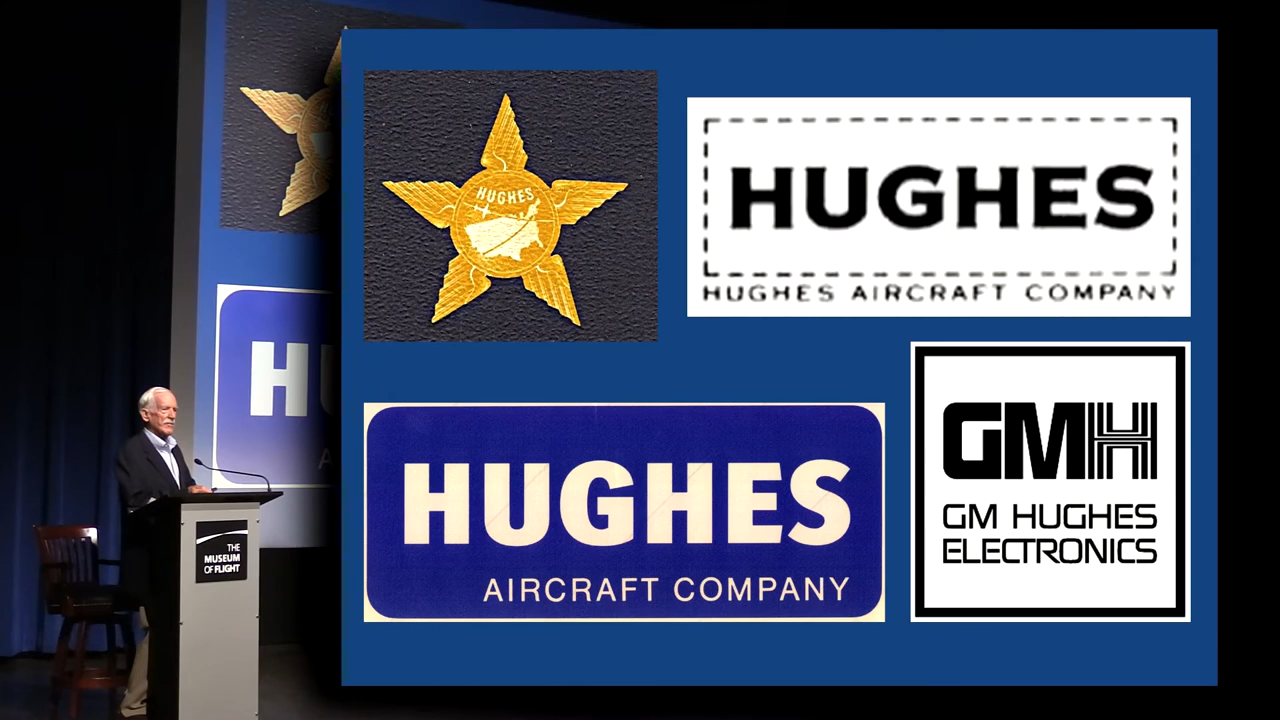 HUGHES
HUGHES
HUGHES AIRCRAFT COMPANY
HUGHES
AIRCRAFT COMPANY
GMH
GM HUGHES
ELECTRONICS
H
A
THE
MUSEUM
OF FLIGHT